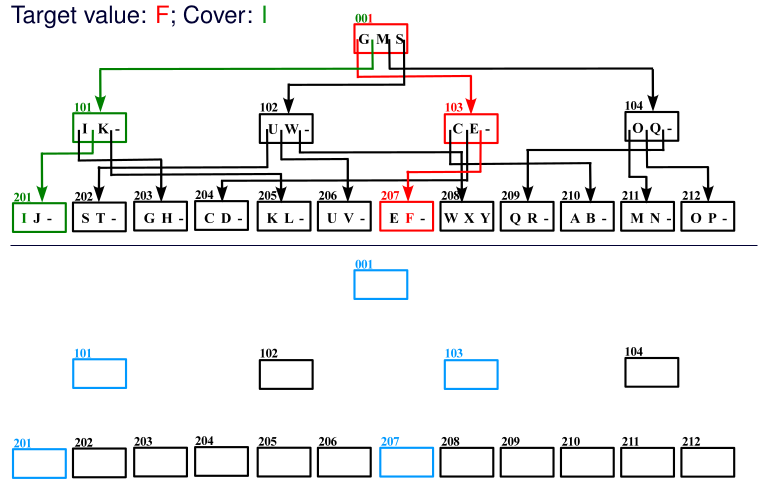 Target value: F; Cover: I
001
G M S
101 102 103 104
I K - U W - C E - O Q -
201 202 203 204 205 206 207 208 209 210 211 212
I J - S T - G H - C D - K L - U V - E F - W X Y Q R - A B - M N - O P -
001
101 102 103 104
201 202 203 204 205 206 207 208 209 210 211 212